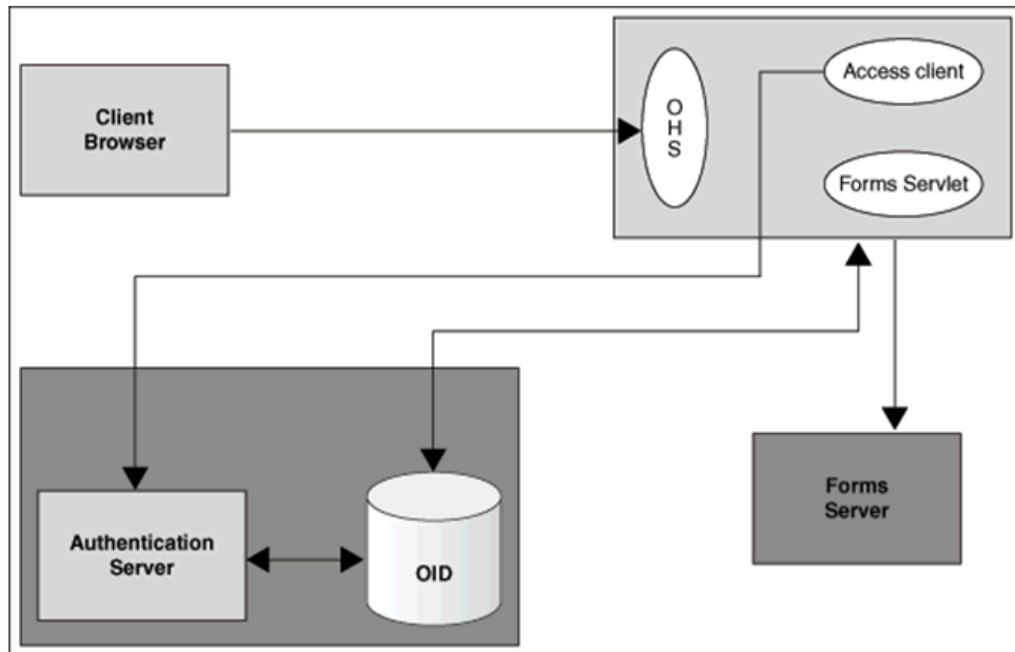 Client
Browser
O
H
S
Access client
Forms Servlet
Authentication
Server
OID
Forms
Server